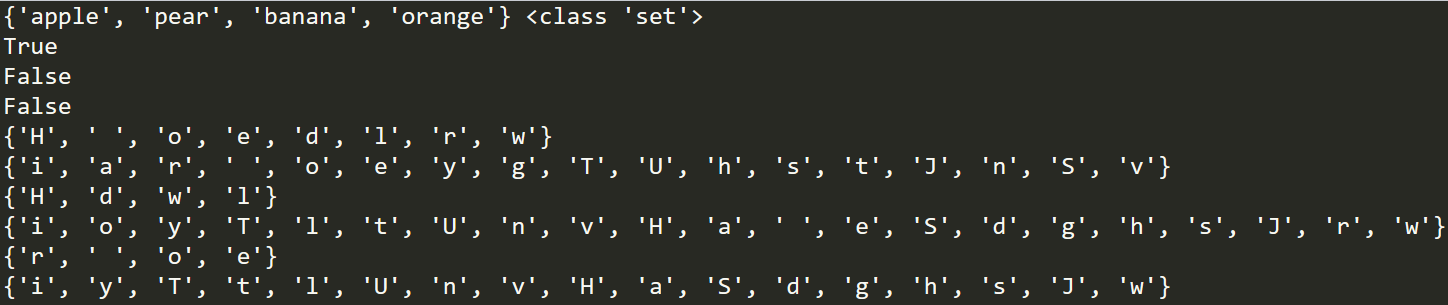 {'apple', 'pear', 'banana', 'orange'} <class 'set'>
True
False
False
{'H', ' ', 'o', 'e', 'd', 'l', 'r', 'w'}
{'i', 'a', 'r', ' ', 'o', 'e', 'y', 'g', 'T', 'U', 'h', 's', 't', 'J', 'n', 'S', 'v'}
{'H', 'd', 'w', 'l'}
{'i', 'o', 'y', 'T', 'l', 't', 'U', 'n', 'v', 'H', 'a', ' ', 'e', 'S', 'd', 'g', 'h', 's', 'J', 'r', 'w'}
{'r', ' ', 'o', 'e'}
{'i', 'y', 'T', 't', 'l', 'U', 'n', 'v', 'H', 'a', 'S', 'd', 'g', 'h', 's', 'J', 'w'}